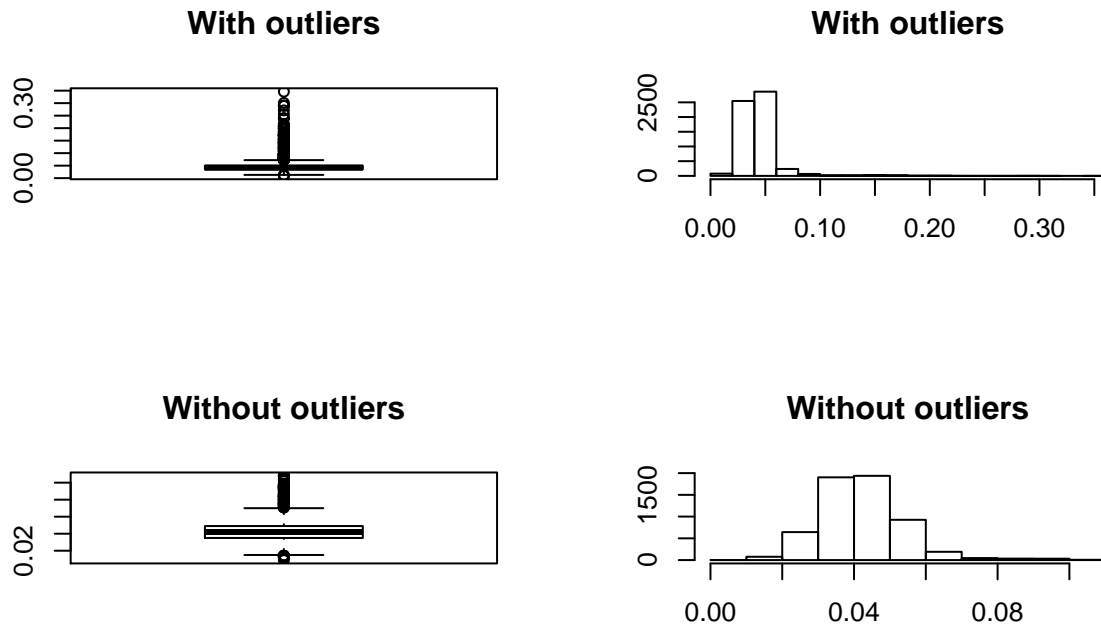 With outliers
0.00 0.30
With outliers
0 2500
0.00 0.10 0.20 0.30
Without outliers
0.02
Without outliers
0 1500
0.00 0.04 0.08